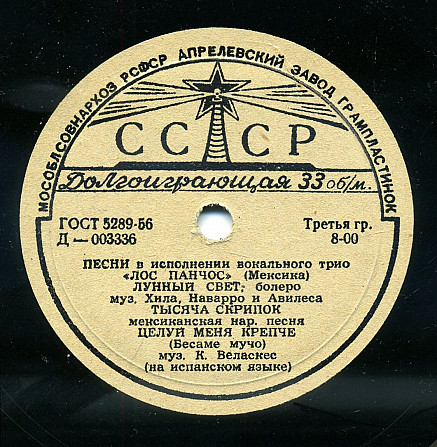 МОСОБЛСОВНАРХОЗ РСФСР АПРЕЛЕВСКИЙ ЗАВОД ГРАМПЛАСТИНОК
СССР
Долгоиграющая 33 об/м.
ГОСТ 5289-56
Д — 003336
Третья гр.
8-00
ПЕСНИ в исполнении вокального трио
«ЛОС ПАНЧОС» (Мексика)
ЛУННЫЙ СВЕТ, болеро
муз. Хила, Наварро и Авилеса
ТЫСЯЧА СКРИПОК
мексиканская нар. песня
ЦЕЛУЙ МЕНЯ КРЕПЧЕ
(Бесаме мучо)
муз. К. Веласкес
(на испанском языке)